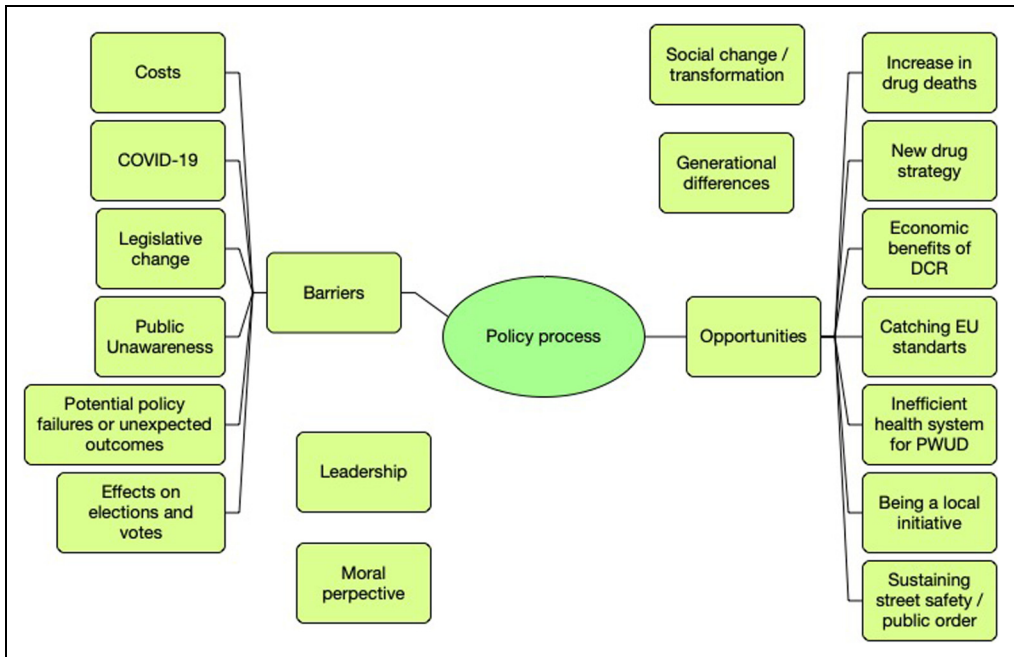 Costs
COVID-19
Legislative
change
Public
Unawareness
Potential policy
failures or unexpected
outcomes
Effects on
elections and
votes
Barriers
Leadership
Moral
perpective
Policy process
Social change /
transformation
Generational
differences
Opportunities
Increase in
drug deaths
New drug
strategy
Economic
benefits of
DCR
Catching EU
standarts
Inefficient
health system
for PWUD
Being a local
initiative
Sustaining
street safety /
public order